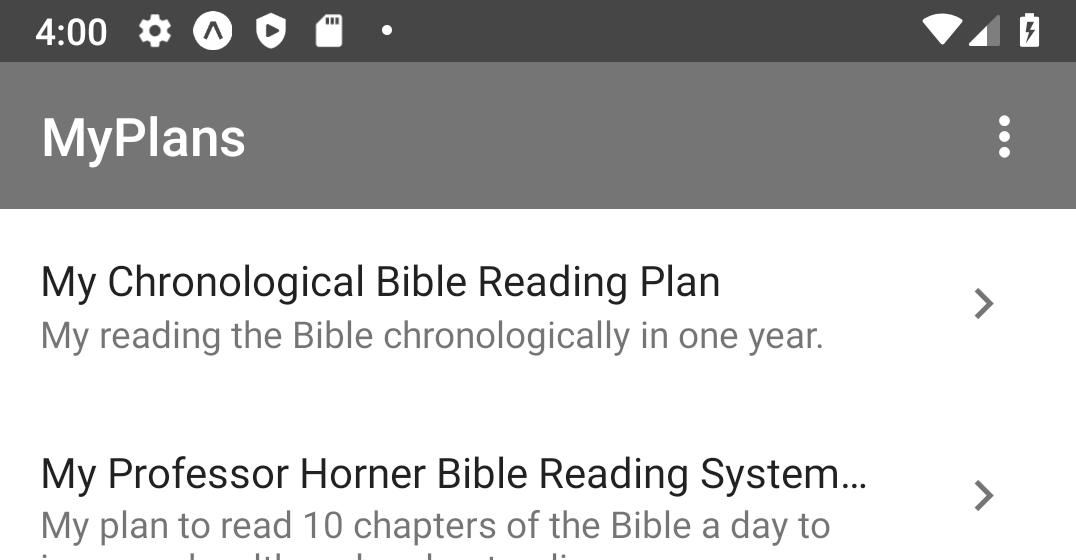 4:00
MyPlans
My Chronological Bible Reading Plan
My reading the Bible chronologically in one year.
My Professor Horner Bible Reading System…
My plan to read 10 chapters of the Bible a day to